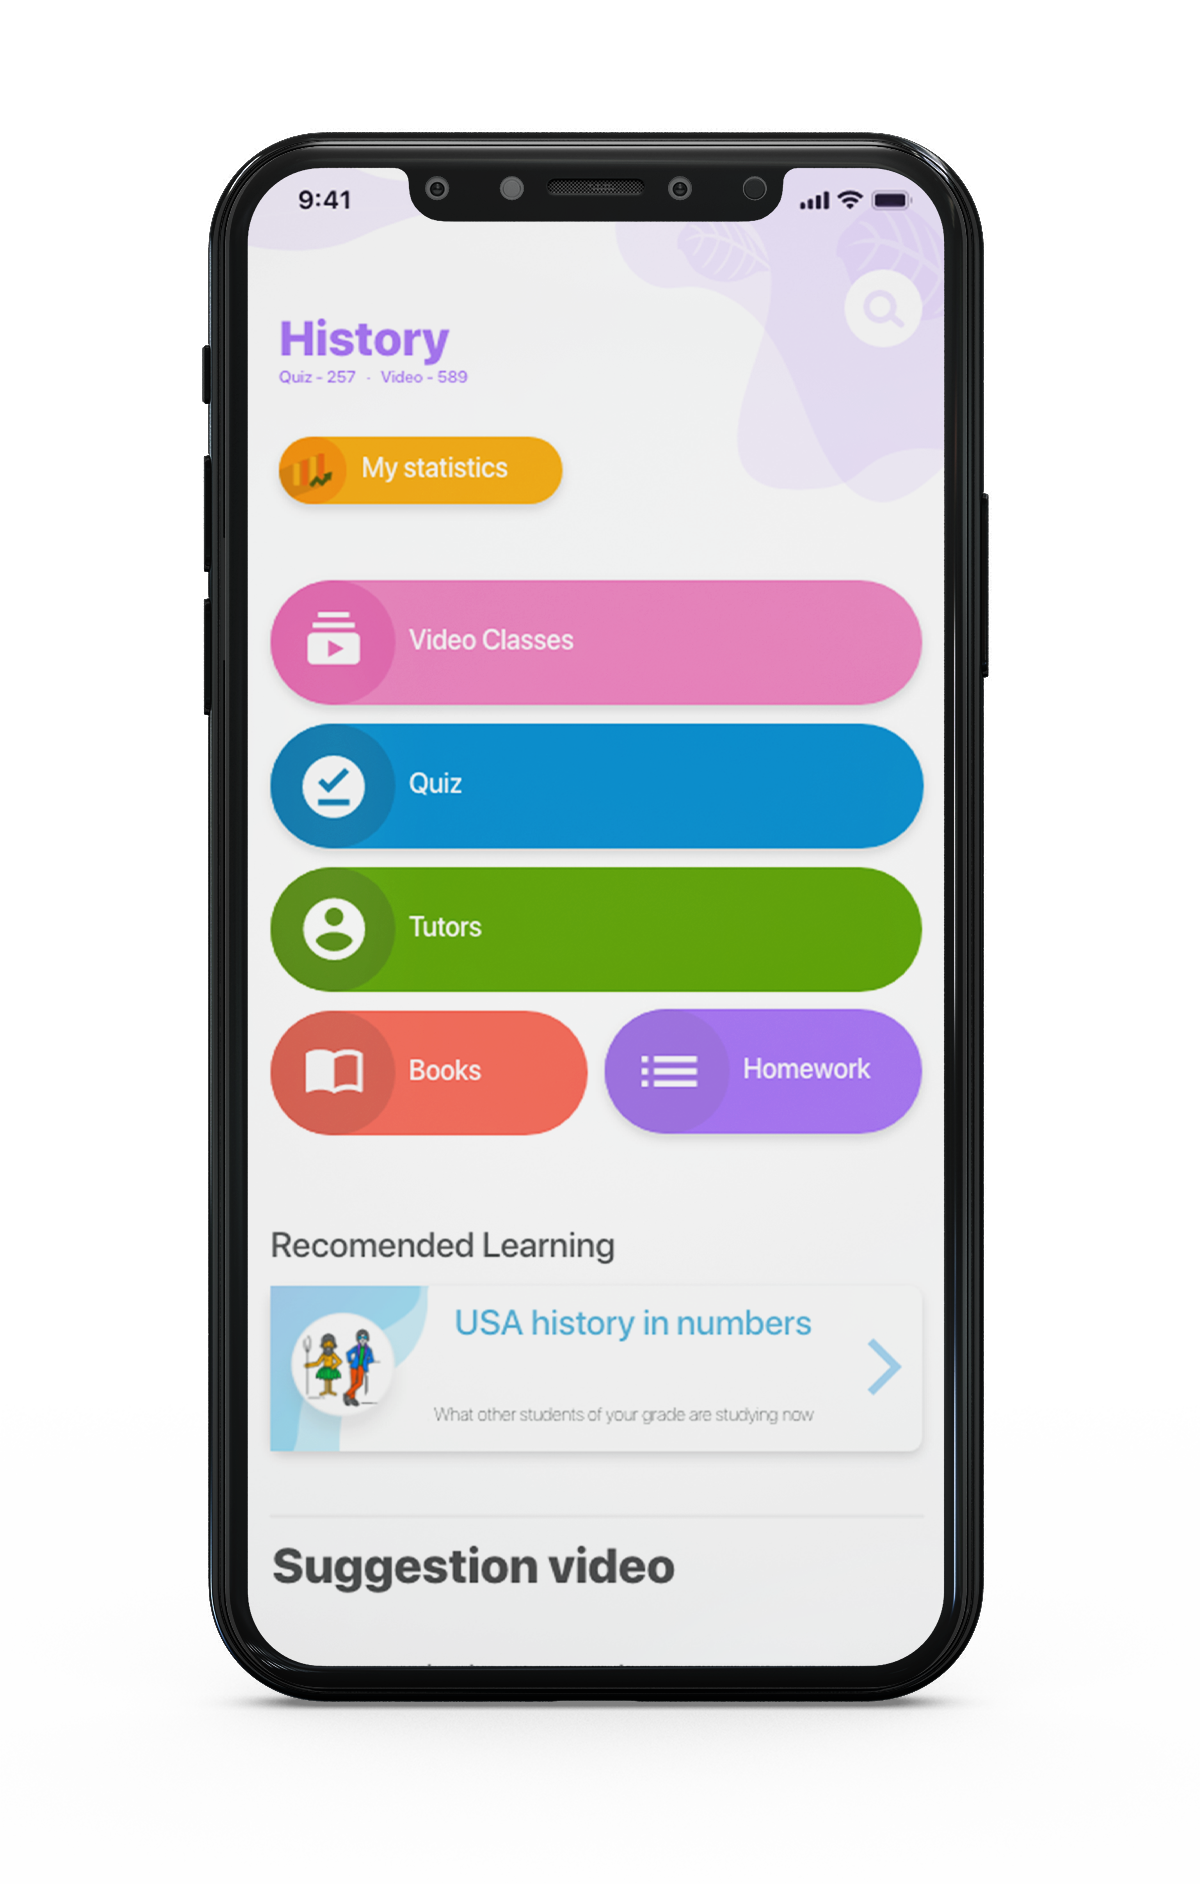 9:41
History
Quiz - 257 · Video - 589
My statistics
Video Classes
Quiz
Tutors
Books
Homework
Recomended Learning
USA history in numbers
What other students of your grade are studying now
Suggestion video